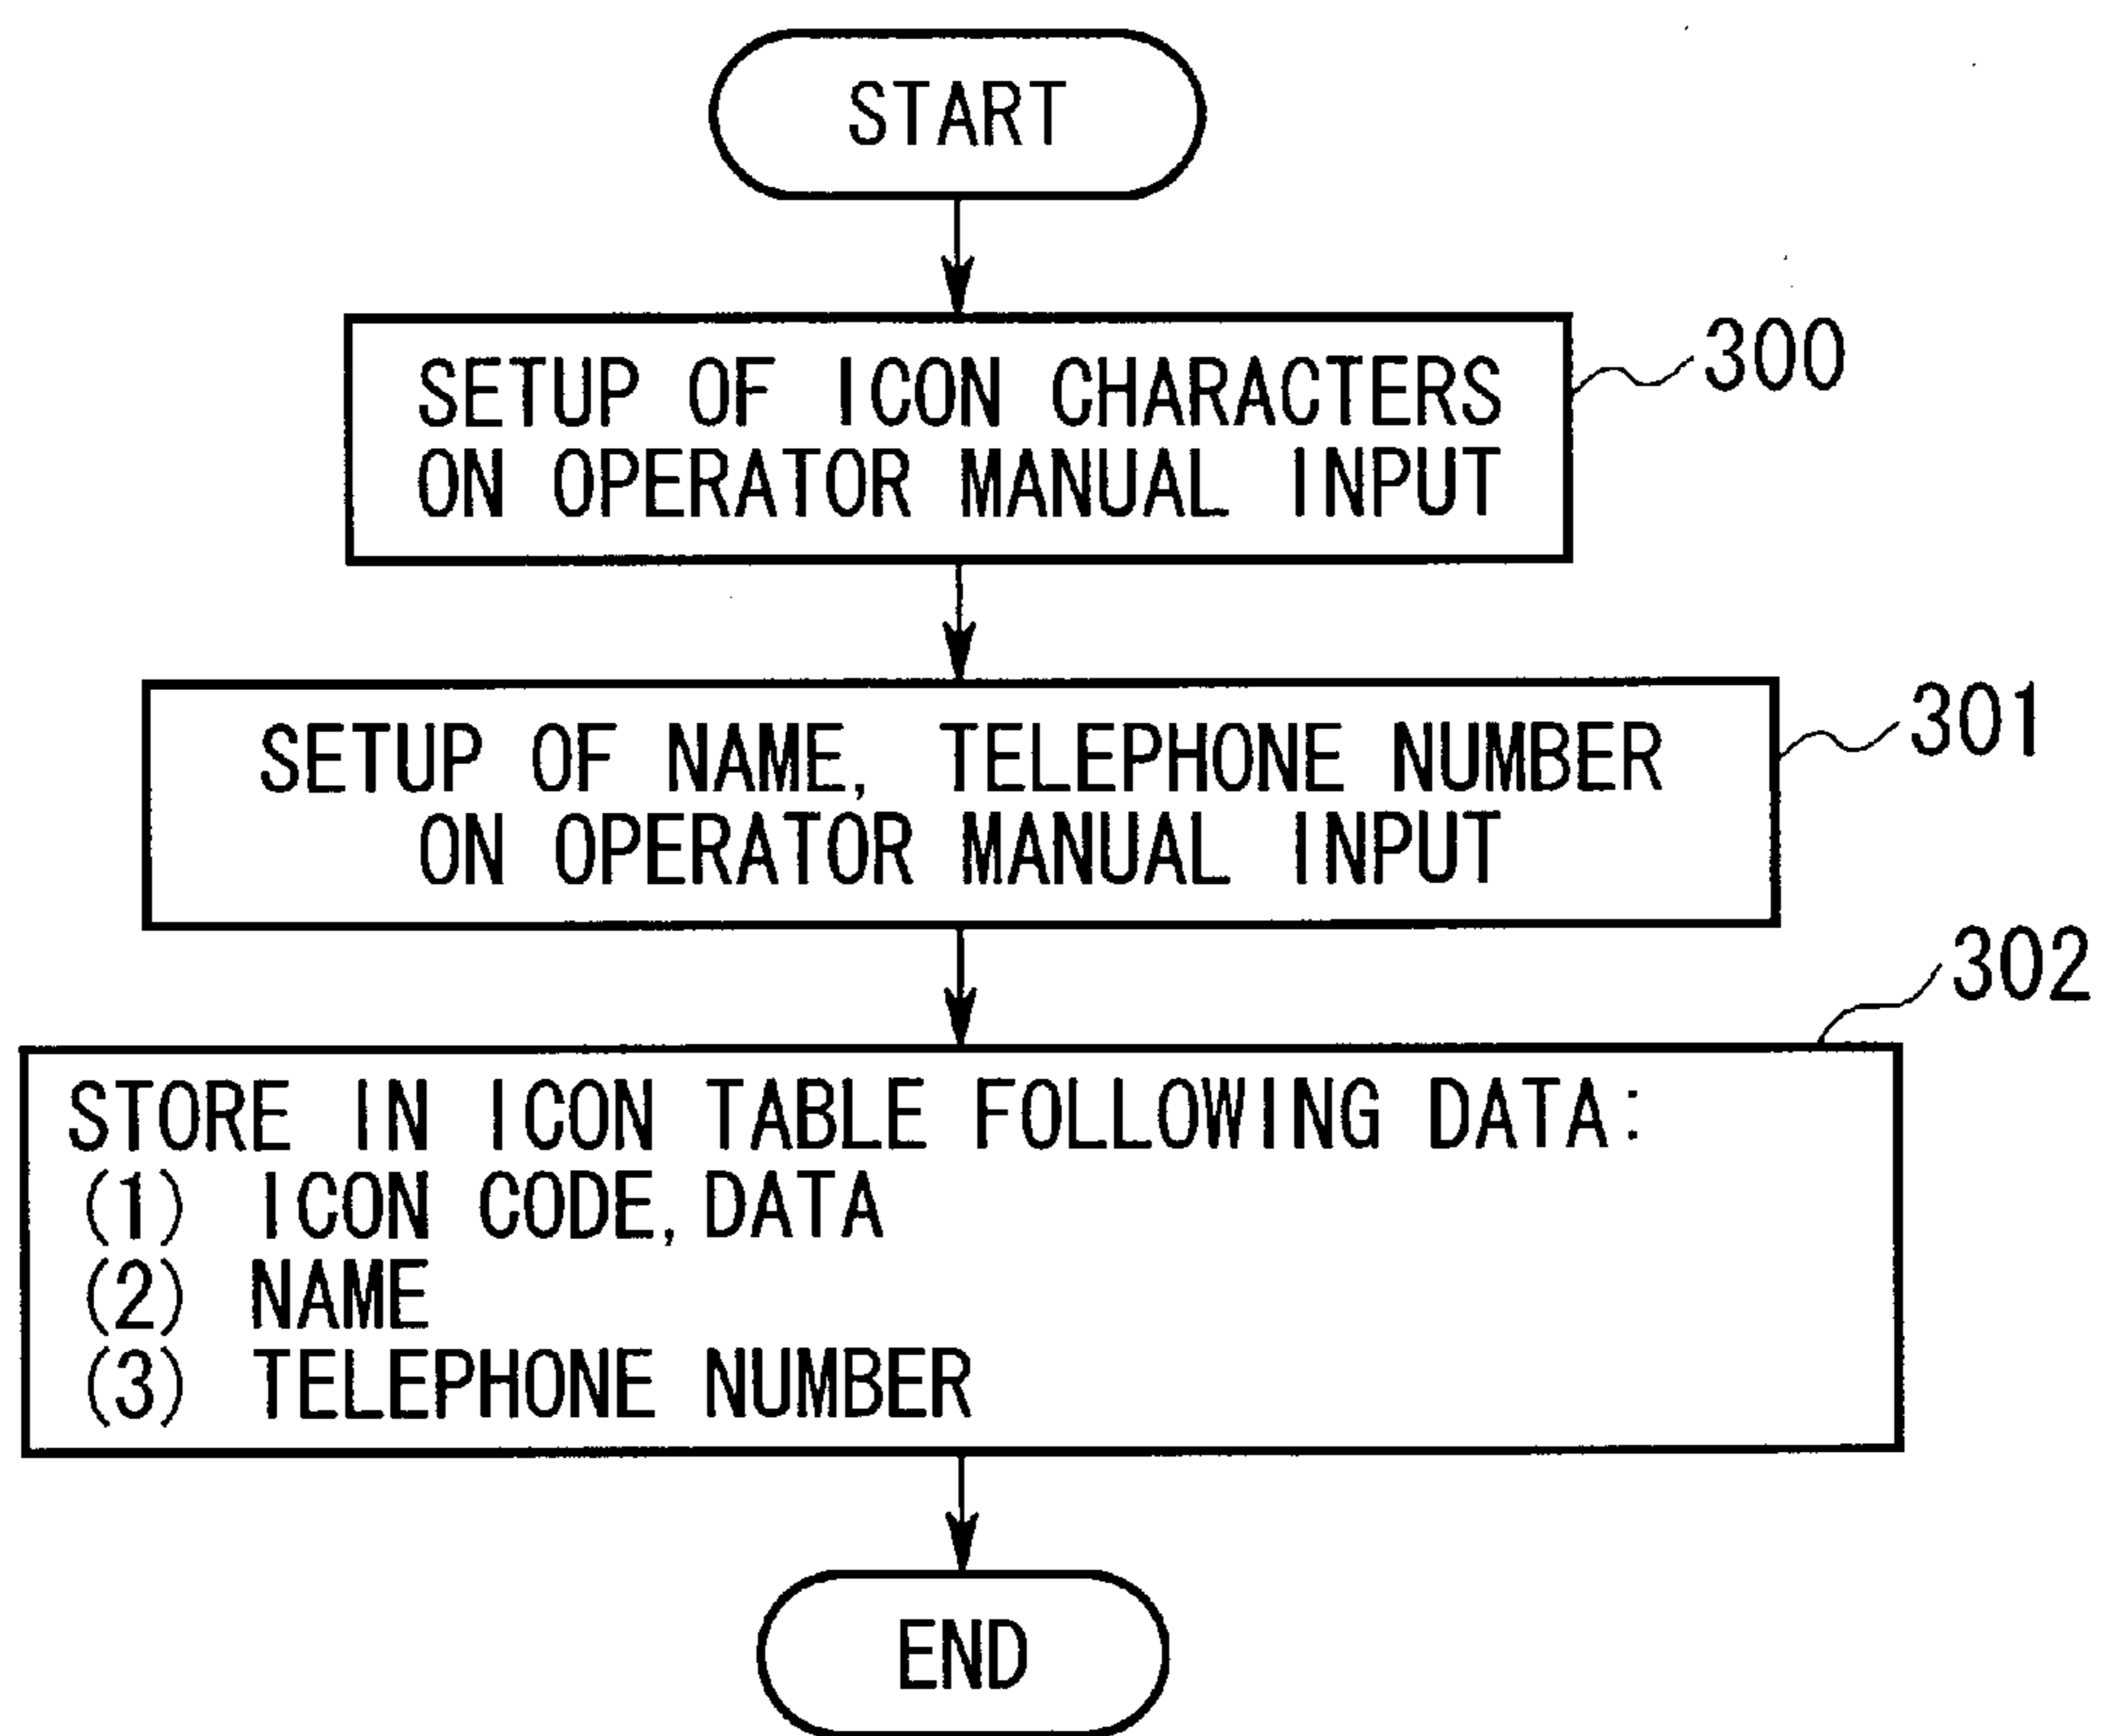 START
SETUP OF ICON CHARACTERS
ON OPERATOR MANUAL INPUT
300
SETUP OF NAME, TELEPHONE NUMBER
ON OPERATOR MANUAL INPUT
301
302
STORE IN ICON TABLE FOLLOWING DATA:
(1) ICON CODE, DATA
(2) NAME
(3) TELEPHONE NUMBER
END